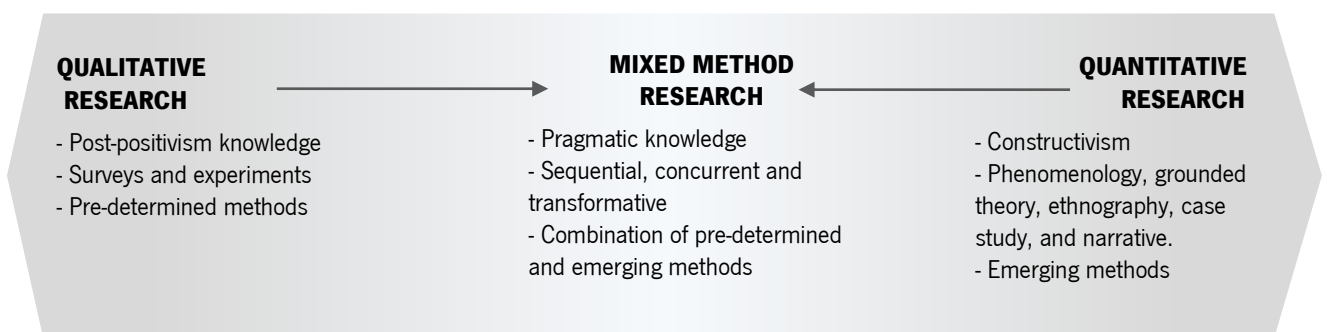 QUALITATIVE
RESEARCH
- Post-positivism knowledge
- Surveys and experiments
- Pre-determined methods
MIXED METHOD
RESEARCH
- Pragmatic knowledge
- Sequential, concurrent and
transformative
- Combination of pre-determined
and emerging methods
QUANTITATIVE
RESEARCH
- Constructivism
- Phenomenology, grounded
theory, ethnography, case
study, and narrative.
- Emerging methods